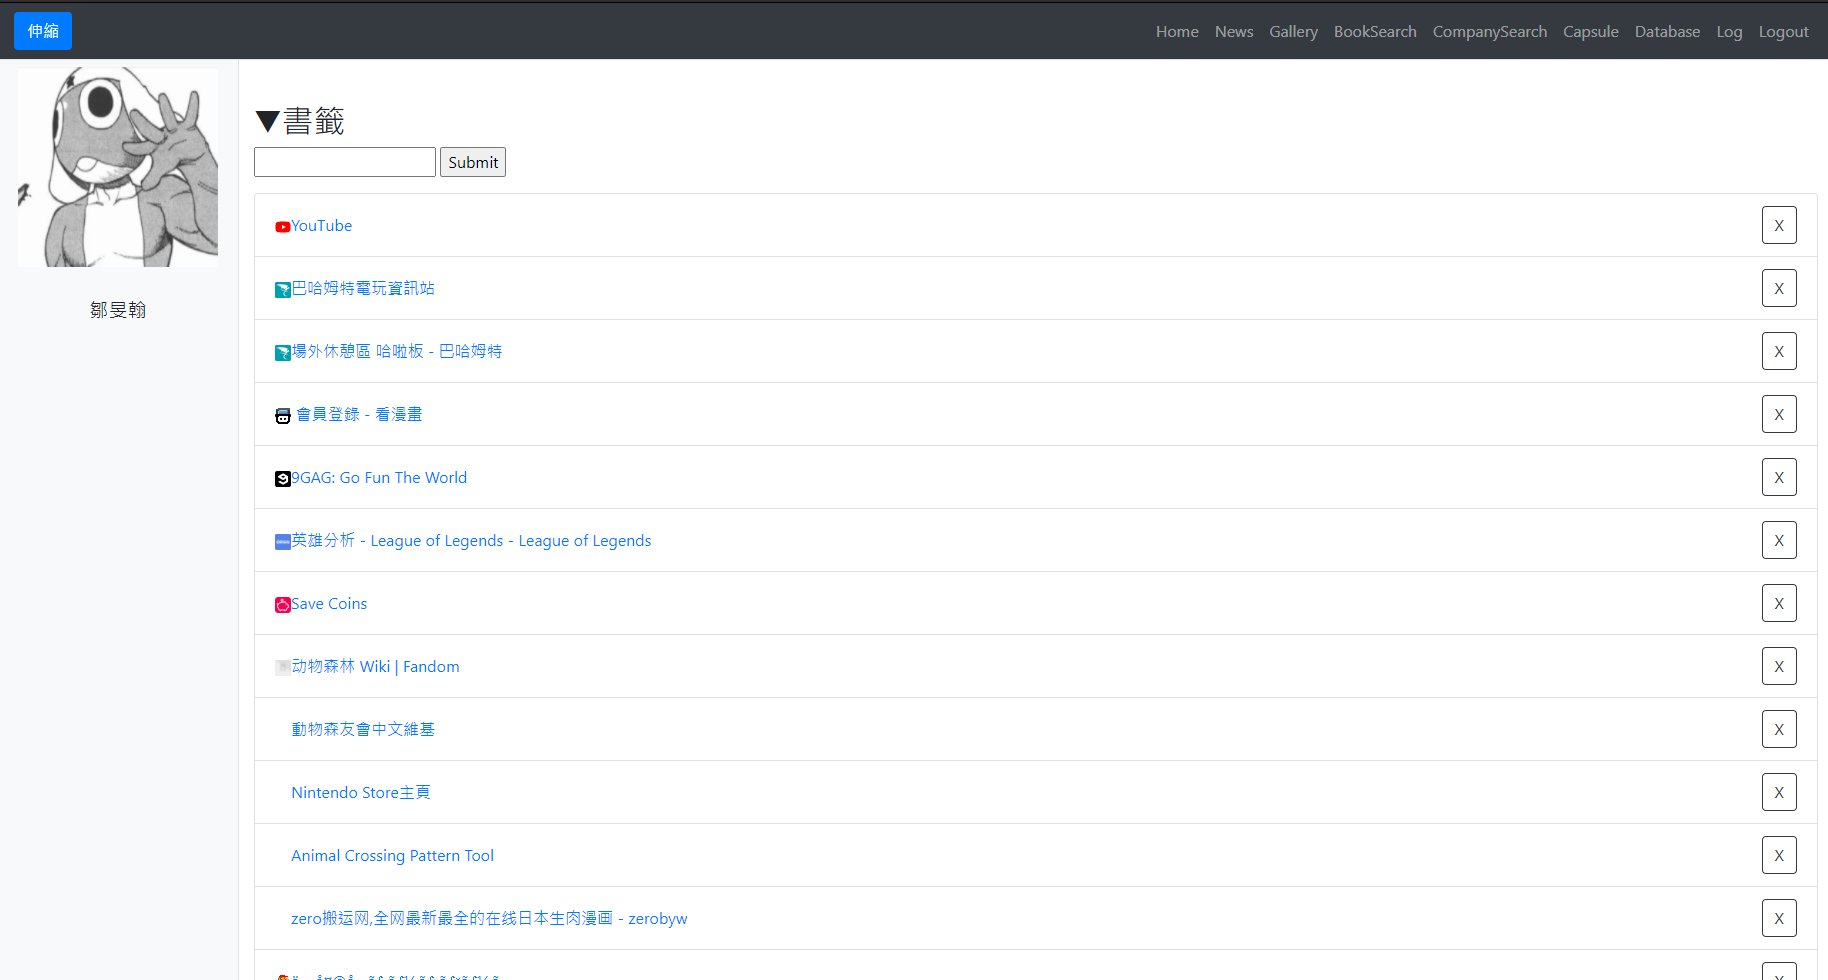 伸縮
Home News Gallery BookSearch CompanySearch Capsule Database Log Logout
鄒旻翰
▼書籤
Submit
YouTube X
巴哈姆特電玩資訊站 X
場外休憩區 哈啦板 - 巴哈姆特 X
會員登錄 - 看漫畫 X
9GAG: Go Fun The World X
英雄分析 - League of Legends - League of Legends X
Save Coins X
动物森林 Wiki | Fandom X
動物森友會中文維基 X
Nintendo Store主頁 X
Animal Crossing Pattern Tool X
zero搬运网,全网最新最全的在线日本生肉漫画 - zerobyw X
X